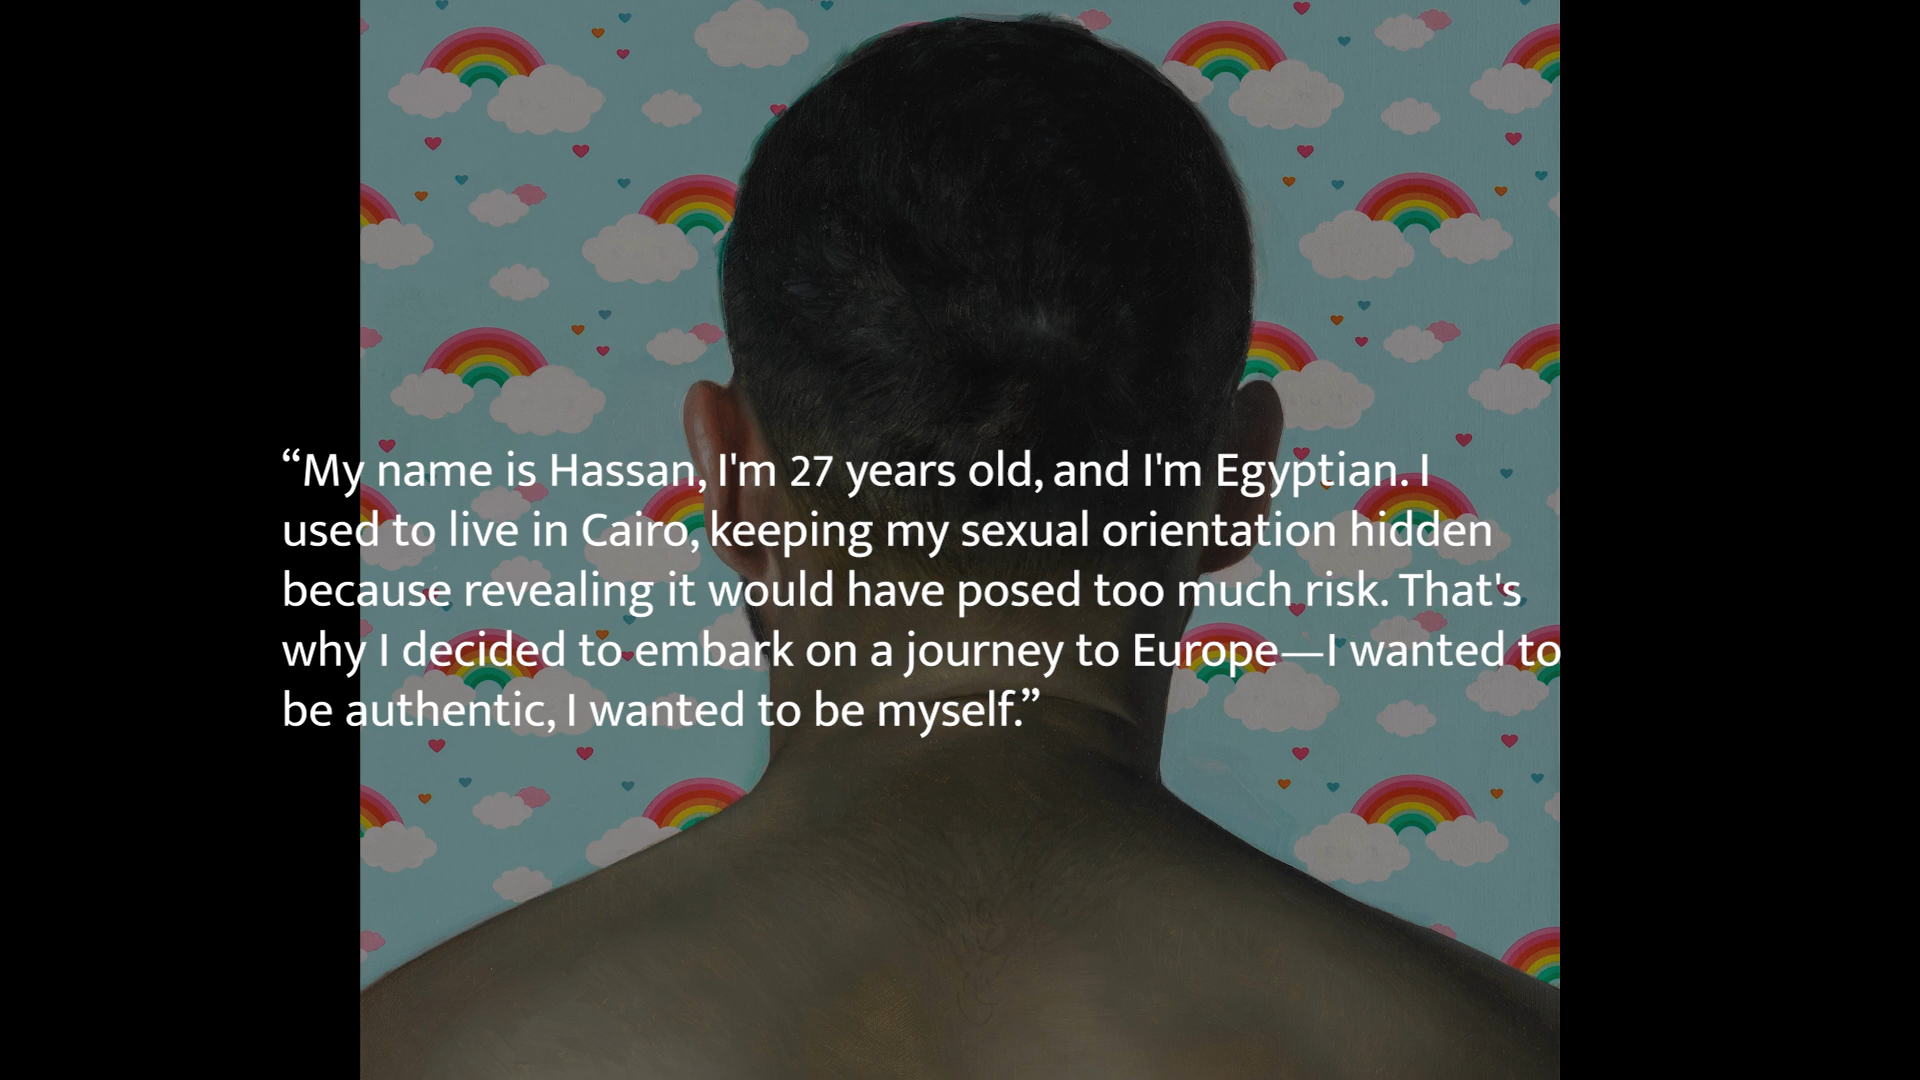 “My name is Hassan, I'm 27 years old, and I'm Egyptian. I
used to live in Cairo, keeping my sexual orientation hidden
because revealing it would have posed too much risk. That's
why I decided to embark on a journey to Europe—I wanted to
be authentic, I wanted to be myself.”